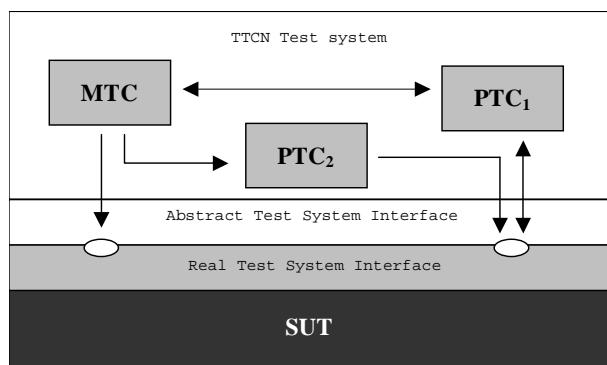 TTCN Test system
MTC
PTC₁
PTC₂
Abstract Test System Interface
Real Test System Interface
SUT